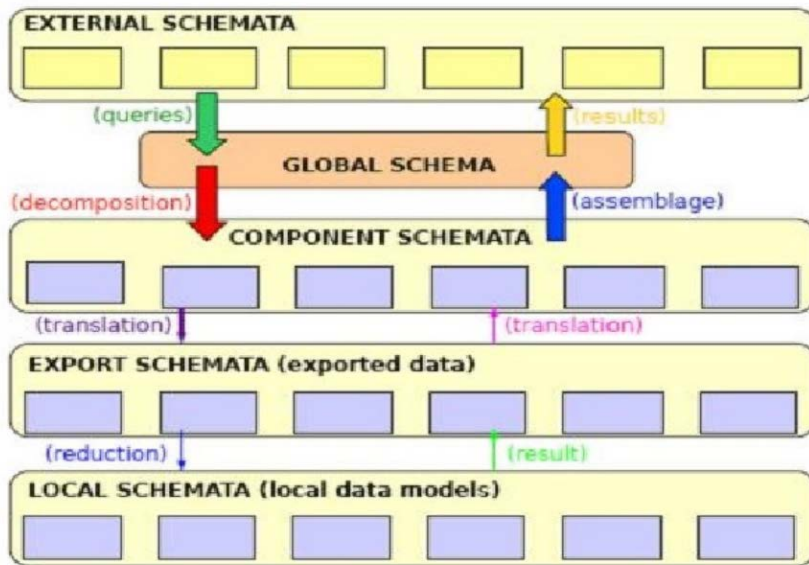 EXTERNAL SCHEMATA
(queries)
(results)
GLOBAL SCHEMA
(decomposition)
(assemblage)
COMPONENT SCHEMATA
(translation)
(translation)
EXPORT SCHEMATA (exported data)
(reduction)
(result)
LOCAL SCHEMATA (local data models)